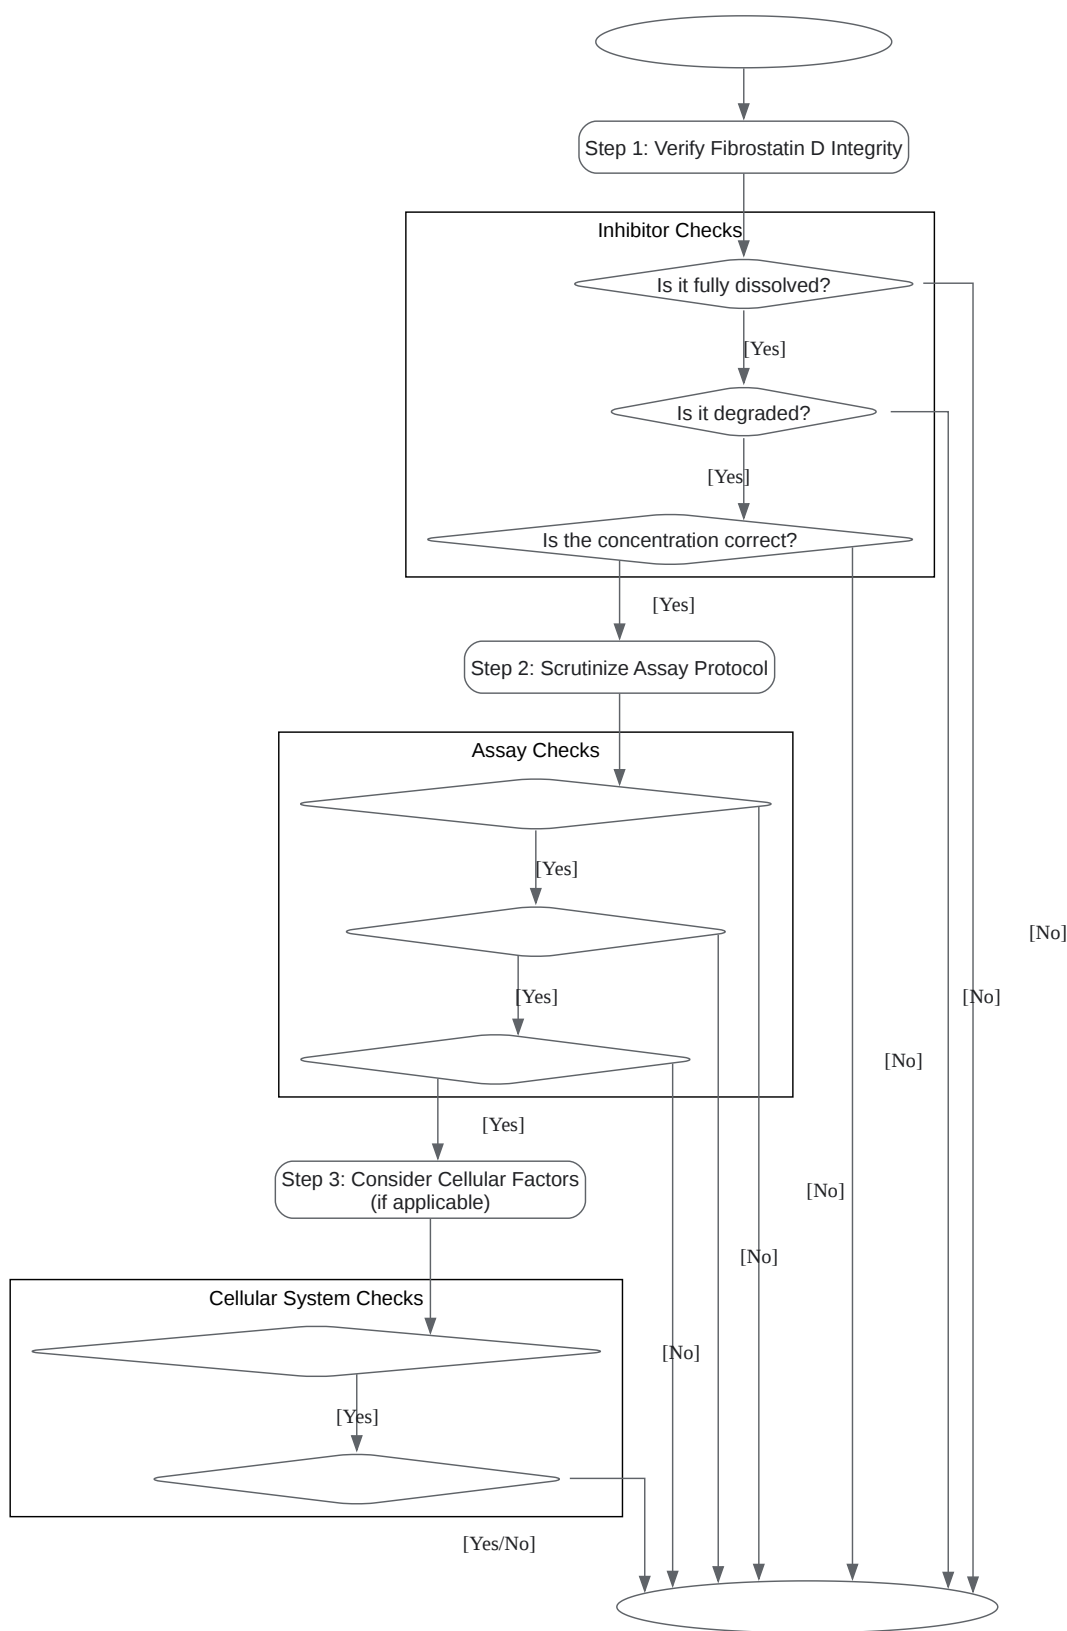 Step 1: Verify Fibrostatin D Integrity
Inhibitor Checks
Is it fully dissolved?
[Yes]
Is it degraded?
[Yes]
Is the concentration correct?
[Yes]
Step 2: Scrutinize Assay Protocol
Assay Checks
[Yes]
[No]
[Yes]
[No]
[No]
[Yes]
Step 3: Consider Cellular Factors
(if applicable)
[No]
[No]
Cellular System Checks
[No]
[Yes]
[Yes/No]